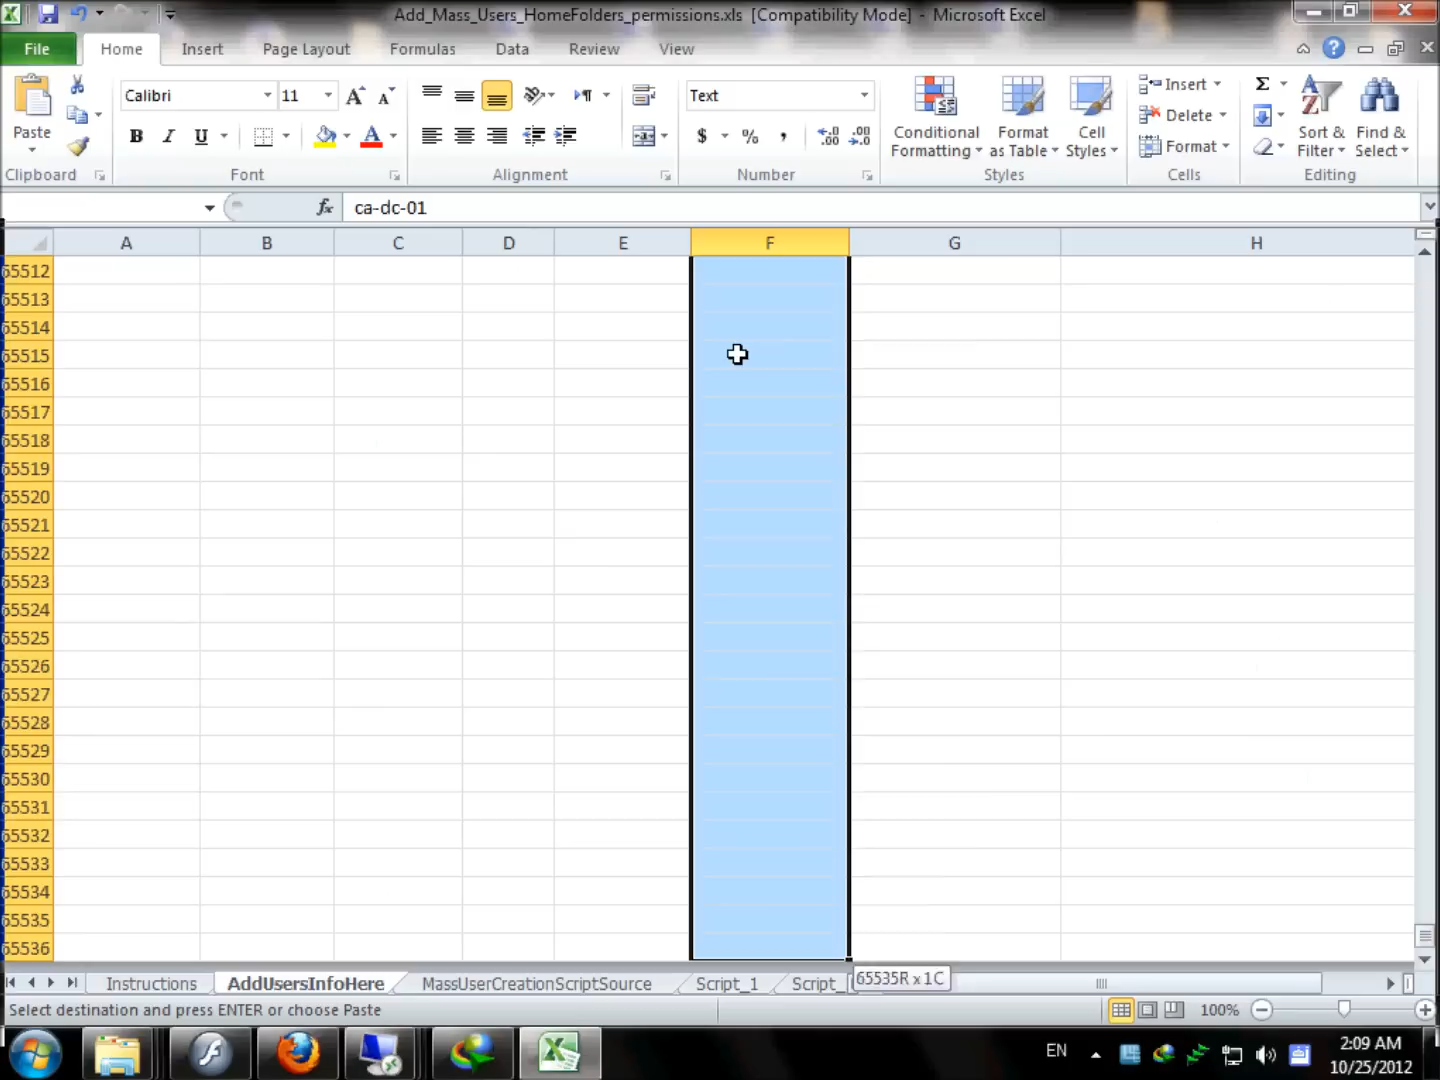 Add_Mass_Users_HomeFolders_permissions.xls [Compatibility Mode] - Microsoft Excel
File Home Insert Page Layout Formulas Data Review View
Calibri 11 Text
Paste
B I U $ % ,
Conditional Formatting Format as Table Cell Styles
Insert
Delete
Format
Σ
Sort & Filter Find & Select
Clipboard Font Alignment Number Styles Cells Editing
fx ca-dc-01
A B C D E F G H
65512
65513
65514
65515
65516
65517
65518
65519
65520
65521
65522
65523
65524
65525
65526
65527
65528
65529
65530
65531
65532
65533
65534
65535
65536
Instructions AddUsersInfoHere MassUserCreationScriptSource Script_1 Script_ 65535R x 1C
Select destination and press ENTER or choose Paste 100%
EN 2:09 AM
10/25/2012